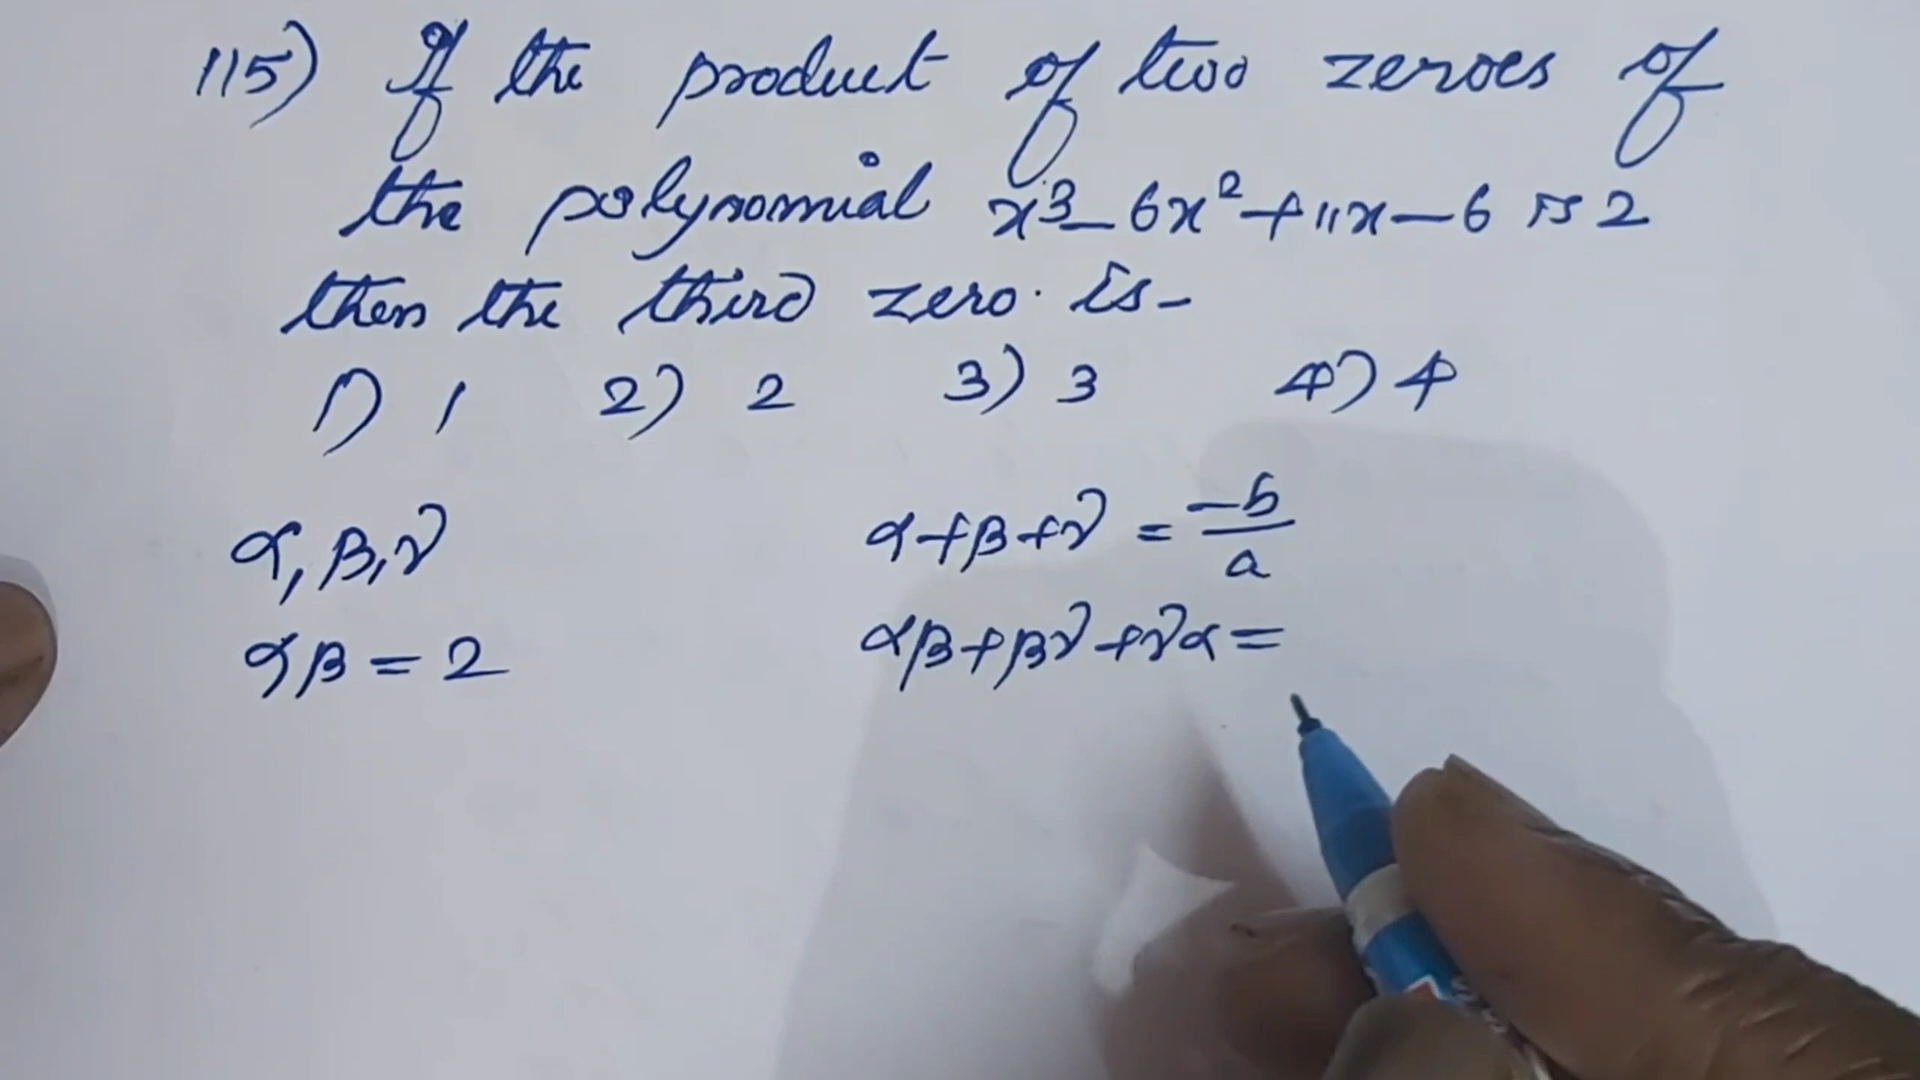 115) If the product of two zeroes of
the polynomial x³-6x²+11x-6 is 2
then the third zero is-
1) 1 2) 2 3) 3 4) 4
α, β, γ
αβ = 2
α+β+γ = -b/a
αβ+βγ+γα =